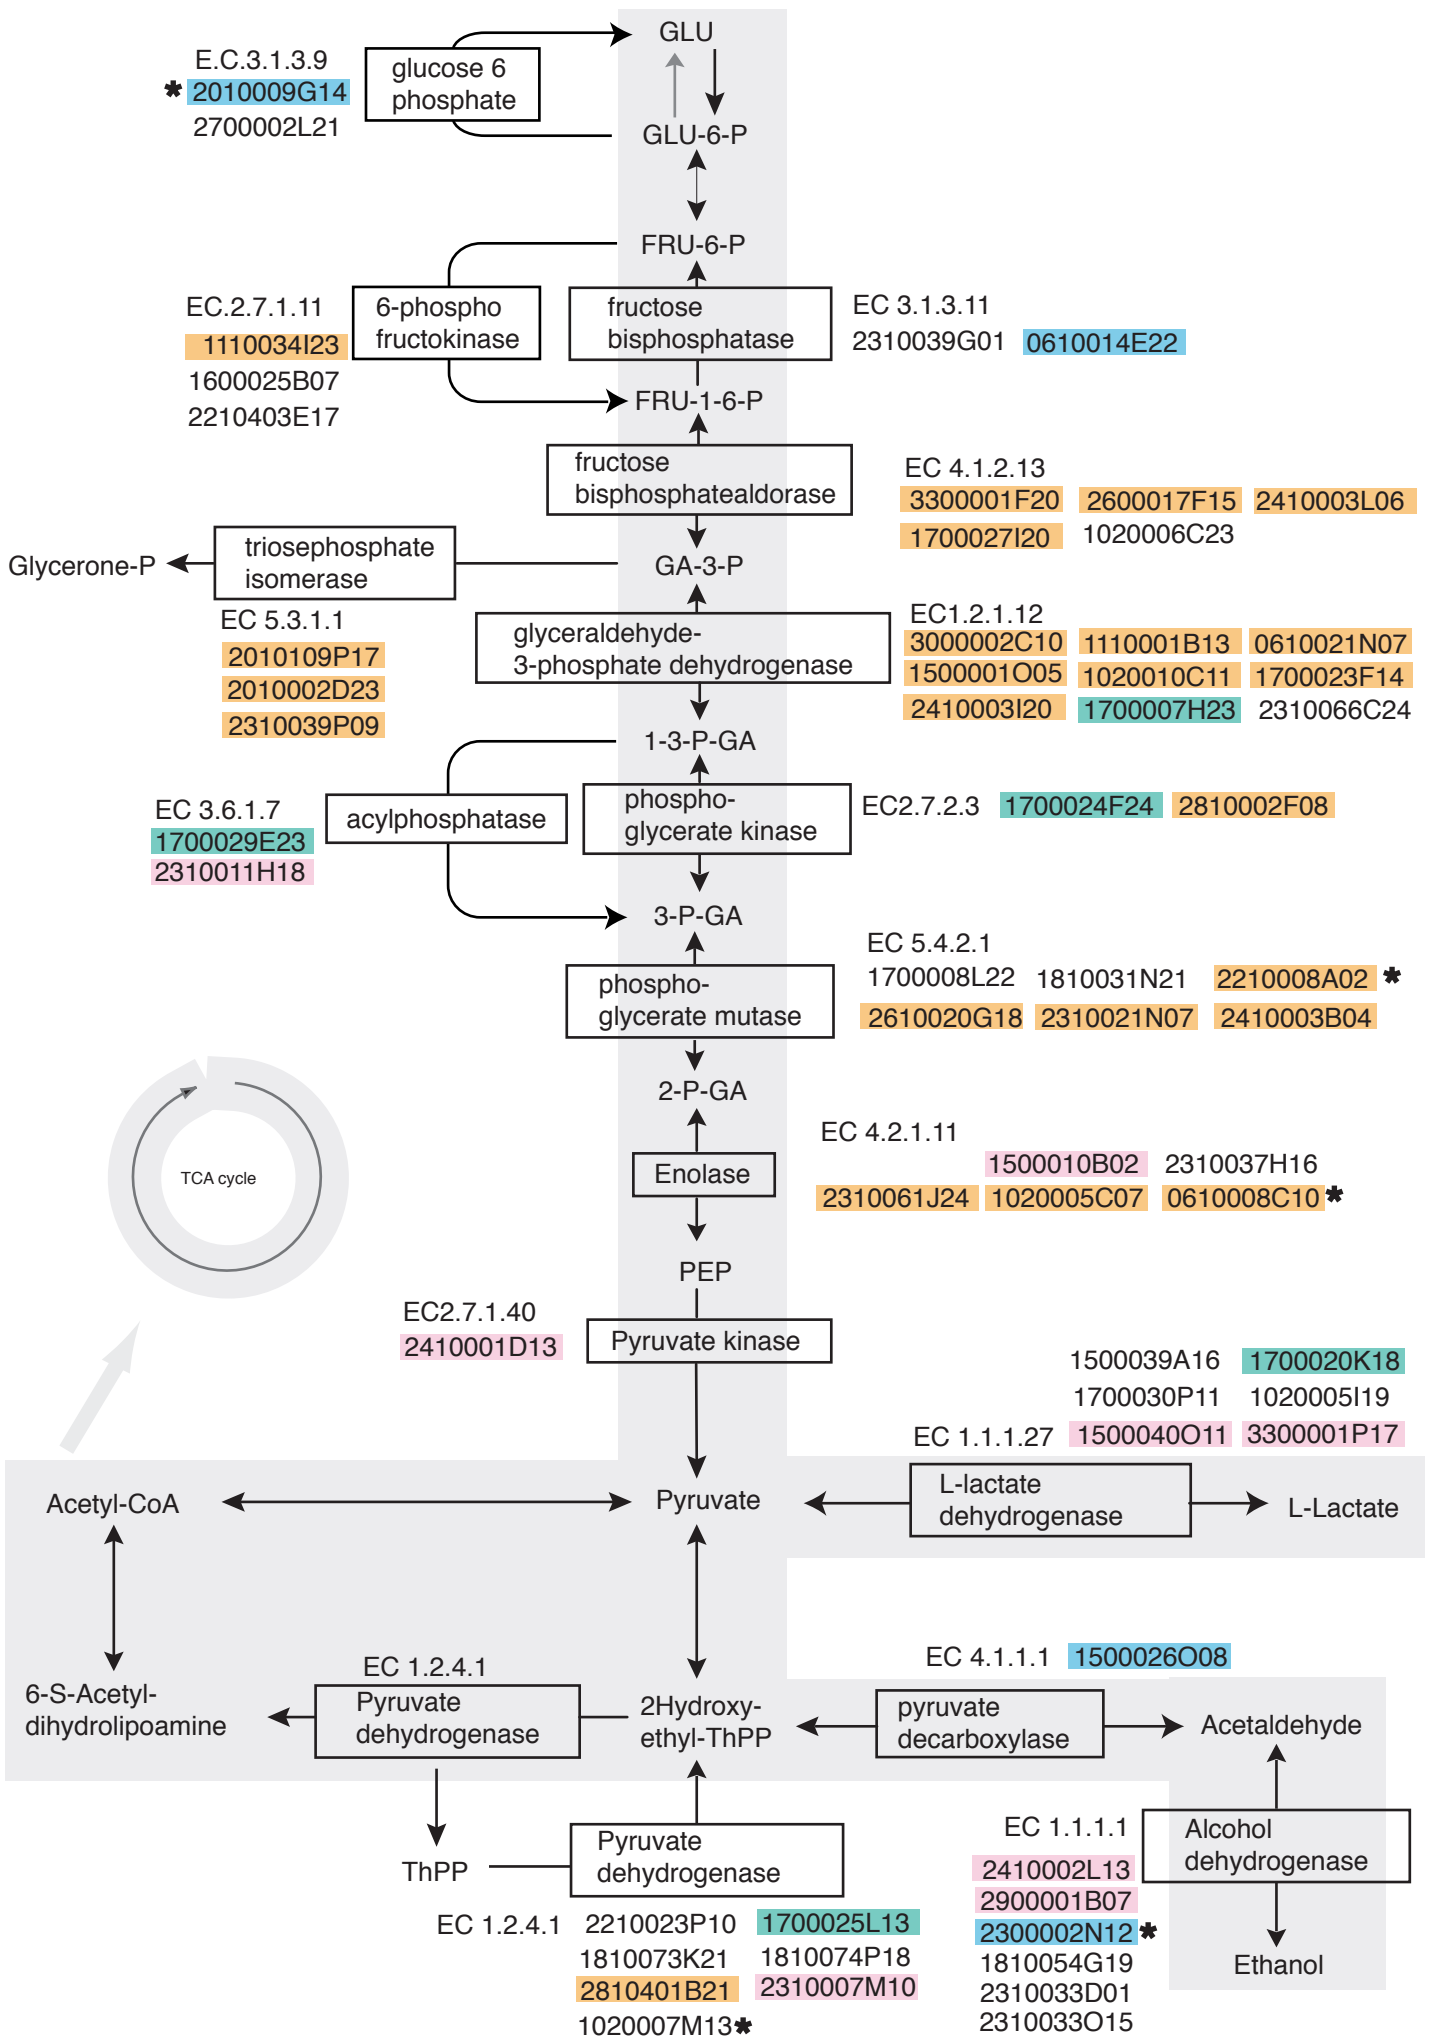 GLU
E.C.3.1.3.9
* 2010009G14
2700002L21
glucose 6
phosphate
GLU-6-P
FRU-6-P
EC.2.7.1.11
1110034I23
1600025B07
2210403E17
6-phospho
fructokinase
fructose
bisphosphatase
EC 3.1.3.11
2310039G01 0610014E22
FRU-1-6-P
fructose
bisphosphatealdorase
EC 4.1.2.13
3300001F20 2600017F15 2410003L06
1700027I20 1020006C23
Glycerone-P
triosephosphate
isomerase
GA-3-P
EC 5.3.1.1
2010109P17
2010002D23
2310039P09
glyceraldehyde-
3-phosphate dehydrogenase
EC1.2.1.12
3000002C10 1110001B13 0610021N07
1500001O05 1020010C11 1700023F14
2410003I20 1700007H23 2310066C24
1-3-P-GA
EC 3.6.1.7
1700029E23
2310011H18
acylphosphatase
phospho-
glycerate kinase
EC2.7.2.3 1700024F24 2810002F08
3-P-GA
phospho-
glycerate mutase
EC 5.4.2.1
1700008L22 1810031N21 2210008A02 *
2610020G18 2310021N07 2410003B04
2-P-GA
TCA cycle
Enolase
EC 4.2.1.11
1500010B02 2310037H16
2310061J24 1020005C07 0610008C10 *
PEP
EC2.7.1.40
2410001D13
Pyruvate kinase
1500039A16 1700020K18
1700030P11 1020005I19
EC 1.1.1.27 1500040O11 3300001P17
Acetyl-CoA
Pyruvate
L-lactate
dehydrogenase
L-Lactate
EC 4.1.1.1 1500026O08
6-S-Acetyl-
dihydrolipoamine
EC 1.2.4.1
Pyruvate
dehydrogenase
2Hydroxy-
ethyl-ThPP
pyruvate
decarboxylase
Acetaldehyde
ThPP
Pyruvate
dehydrogenase
EC 1.2.4.1 2210023P10 1700025L13
1810073K21 1810074P18
2810401B21 2310007M10
1020007M13 *
EC 1.1.1.1
Alcohol
dehydrogenase
2410002L13
2900001B07
2300002N12 *
1810054G19
2310033D01
2310033O15
Ethanol